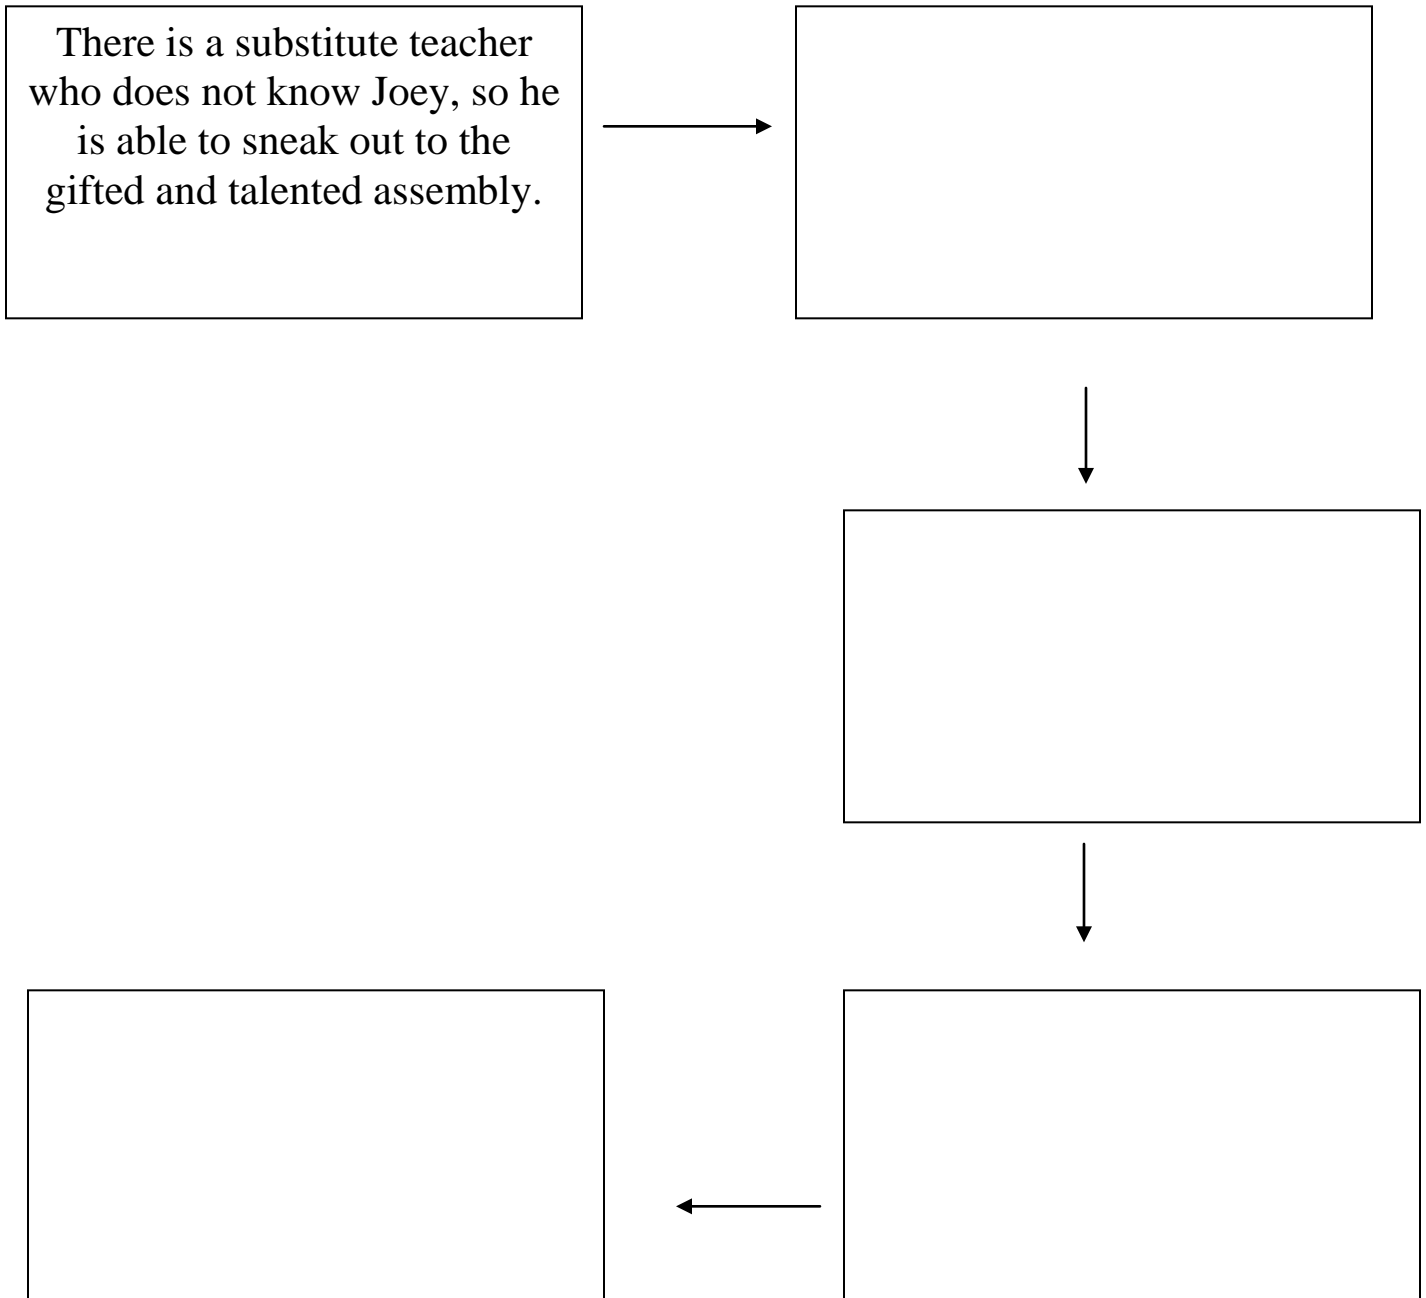 There is a substitute teacher
who does not know Joey, so he
is able to sneak out to the
gifted and talented assembly.